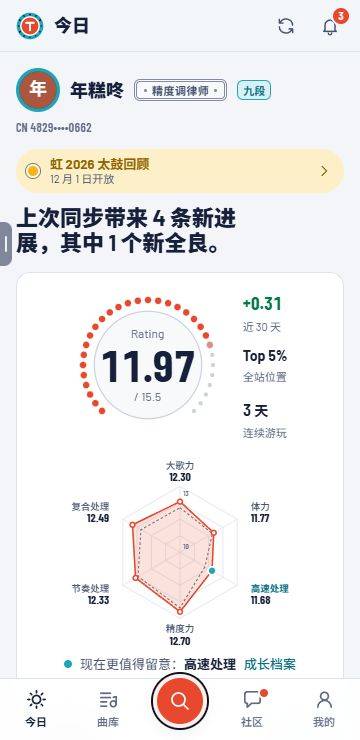 今日
3
年
年糕咚
精度调律师
九段
CN 4829••••0662
虹 2026 太鼓回顾
12 月 1 日开放
上次同步带来 4 条新进
展，其中 1 个新全良。
Rating
11.97
/ 15.5
+0.31
近 30 天
Top 5%
全站位置
3 天
连续游玩
大歌力
12.30
13
10
复合处理
12.49
体力
11.77
节奏处理
12.33
高速处理
11.68
精度力
12.70
现在更值得留意：高速处理 成长档案
今日
曲库
社区
我的